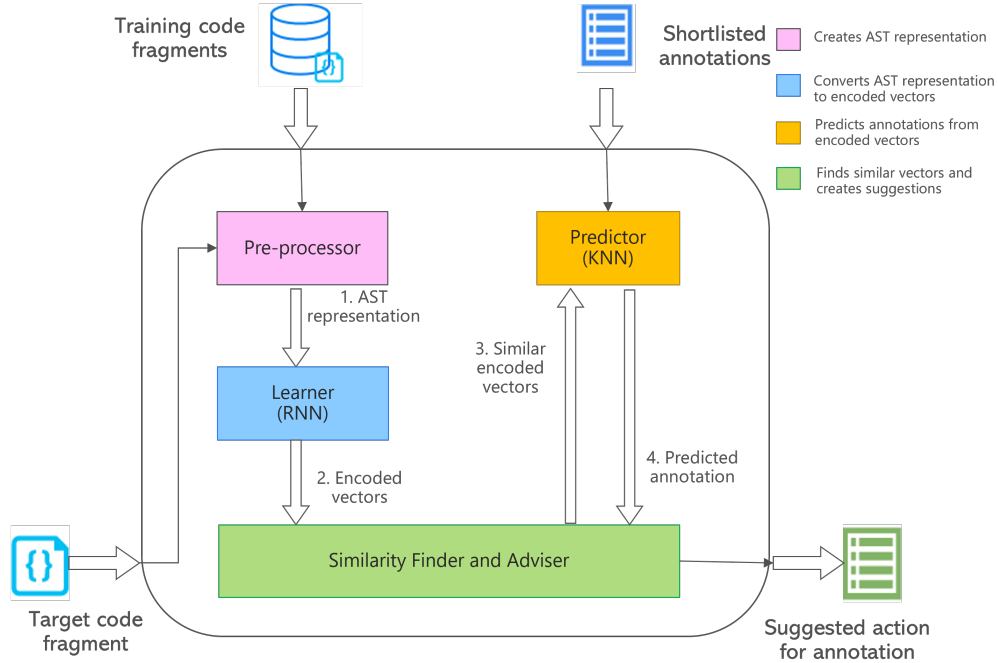 Training code
fragments
Shortlisted
annotations
Creates AST representation
Converts AST representation
to encoded vectors
Predicts annotations from
encoded vectors
Finds similar vectors and
creates suggestions
Pre-processor
Predictor
(KNN)
1. AST
representation
3. Similar
encoded
vectors
Learner
(RNN)
2. Encoded
vectors
4. Predicted
annotation
{}
Similarity Finder and Adviser
Target code
fragment
Suggested action
for annotation